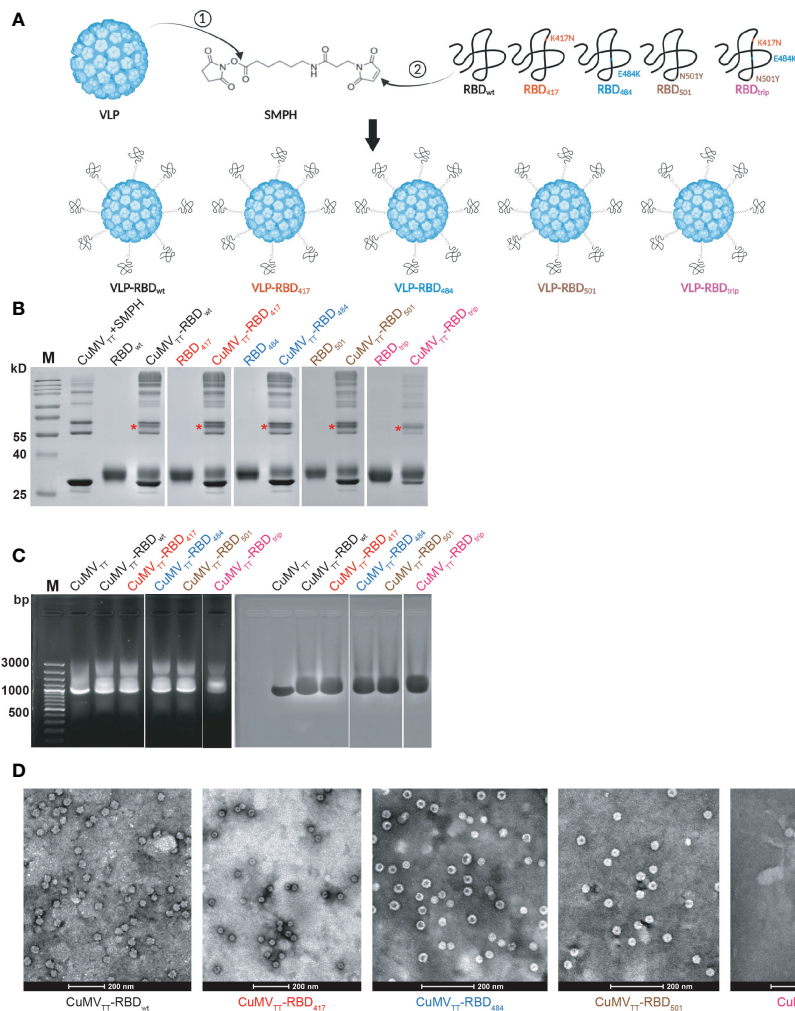 A
1
2
K417N
E484K
N501Y
K417N
E484K
N501Y
RBDwt
RBD417
RBD484
RBD501
RBDtrip
VLP
SMPH
O
O
O
O
NH
O
N
O
O
VLP-RBDwt
VLP-RBD417
VLP-RBD484
VLP-RBD501
VLP-RBDtrip
B
M
CuMVTT+SMPH
RBDwt
CuMVTT-RBDwt
RBD417
CuMVTT-RBD417
RBD484
CuMVTT-RBD484
RBD501
CuMVTT-RBD501
RBDtrip
CuMVTT-RBDtrip
kD
55
40
25
*
*
*
*
*
C
M
CuMVTT
CuMVTT-RBDwt
CuMVTT-RBD417
CuMVTT-RBD484
CuMVTT-RBD501
CuMVTT-RBDtrip
CuMVTT
CuMVTT-RBDwt
CuMVTT-RBD417
CuMVTT-RBD484
CuMVTT-RBD501
CuMVTT-RBDtrip
bp
3000
1000
500
D
200 nm
200 nm
200 nm
200 nm
CuMVTT-RBDwt
CuMVTT-RBD417
CuMVTT-RBD484
CuMVTT-RBD501